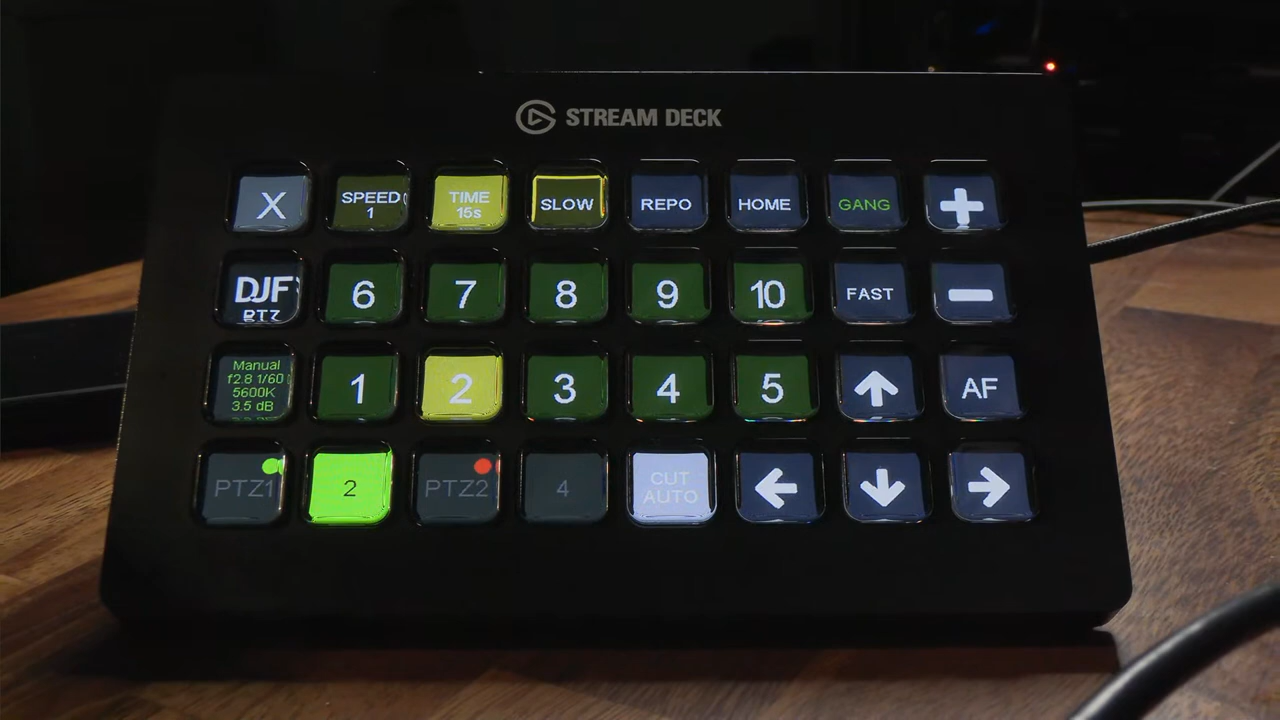 STREAM DECK
X
SPEED
1
TIME
15s
SLOW
REPO
HOME
GANG
DJF
PTZ
6
7
8
9
10
FAST
Manual
f2.8 1/60
5600K
3.5 dB
1
2
3
4
5
AF
PTZ1
2
PTZ2
4
CUT
AUTO